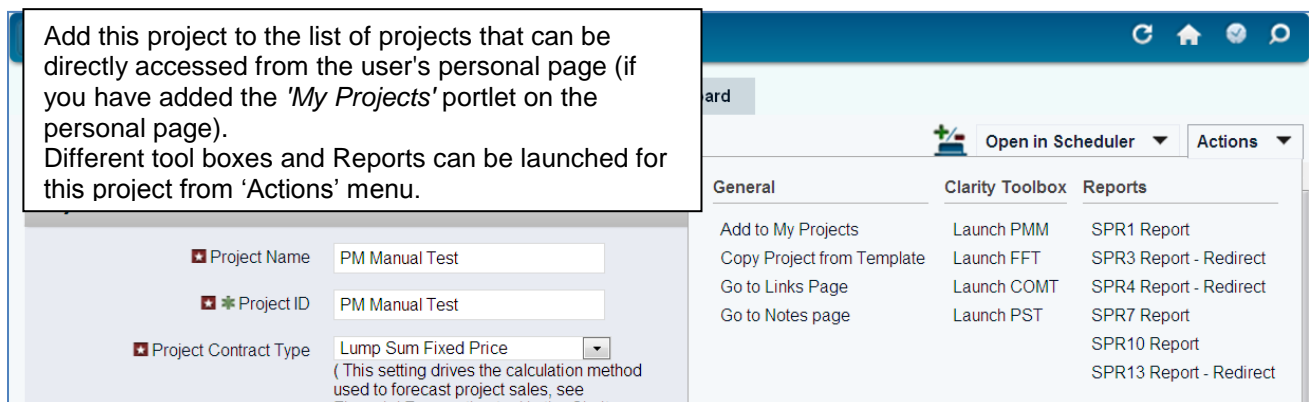 Add this project to the list of projects that can be
directly accessed from the user's personal page (if
you have added the 'My Projects' portlet on the
personal page).
Different tool boxes and Reports can be launched for
this project from ‘Actions’ menu.
ard
Open in Scheduler
Actions
General
Clarity Toolbox
Reports
Add to My Projects
Launch PMM
SPR1 Report
Copy Project from Template
Launch FFT
SPR3 Report - Redirect
Go to Links Page
Launch COMT
SPR4 Report - Redirect
Go to Notes page
Launch PST
SPR7 Report
SPR10 Report
SPR13 Report - Redirect
Project Name
PM Manual Test
Project ID
PM Manual Test
Project Contract Type
Lump Sum Fixed Price
( This setting drives the calculation method
used to forecast project sales, see